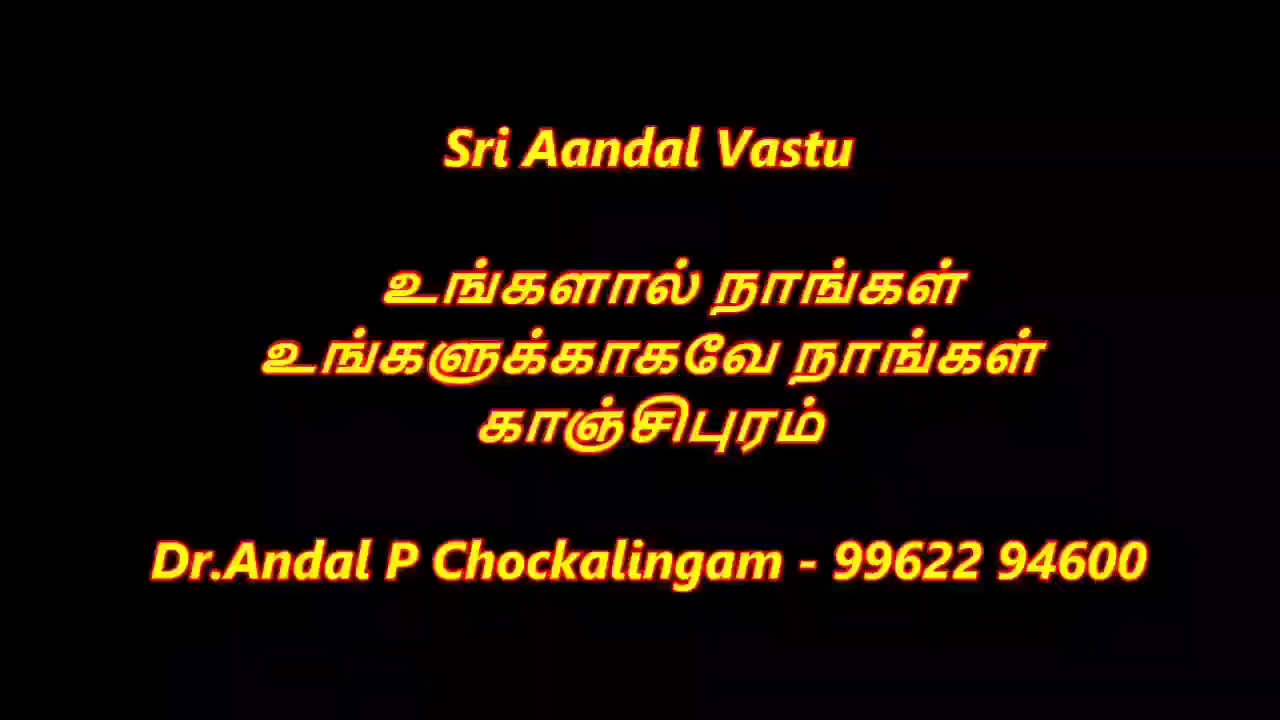 Sri Aandal Vastu
உங்களால் நாங்கள்
உங்களுக்காகவே நாங்கள்
காஞ்சிபுரம்
Dr.Andal P Chockalingam - 99622 94600